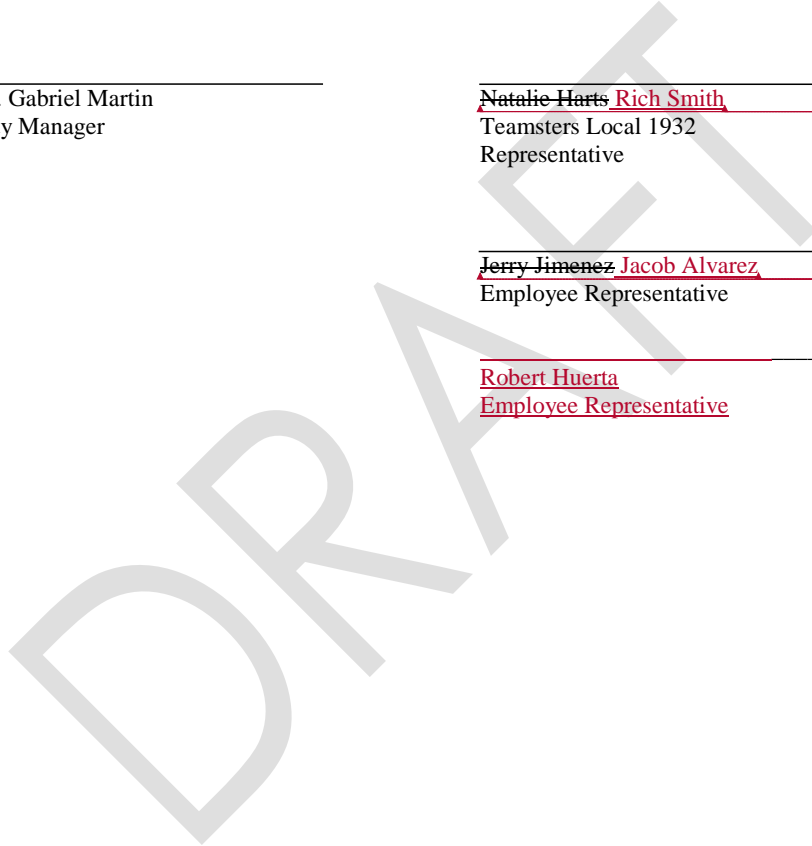 . Gabriel Martin
y Manager
Natalie Harts Rich Smith
Teamsters Local 1932
Representative
Jerry Jimenez Jacob Alvarez
Employee Representative
Robert Huerta
Employee Representative
DRAFT